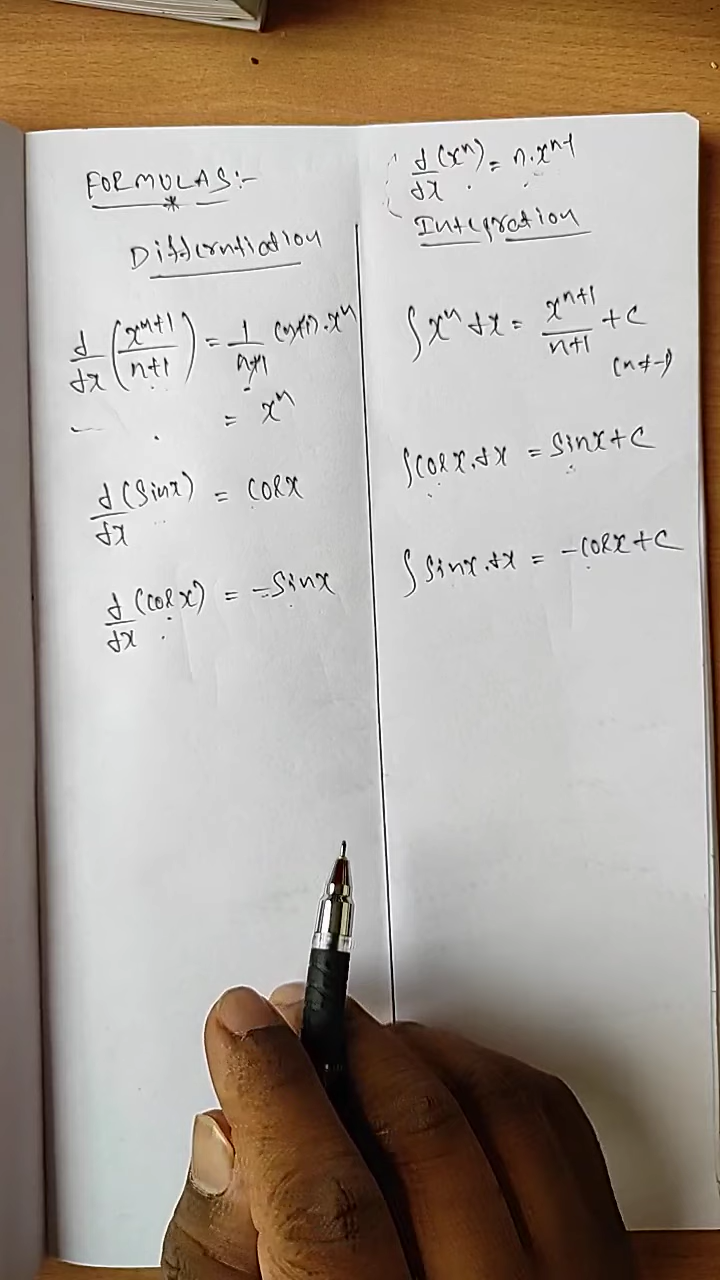 FORMULAS:-
Differntiation
d/dx (x^(n+1)/(n+1)) = 1/(n+1) (n+1).x^n
= x^n
d/dx (sinx) = cosx
d/dx (cosx) = -sinx
d/dx (x^n) = n.x^(n-1)
Integration
∫x^n dx = x^(n+1)/(n+1) + c
(n≠-1)
∫cosx.dx = sinx+c
∫sinx.dx = -cosx+c